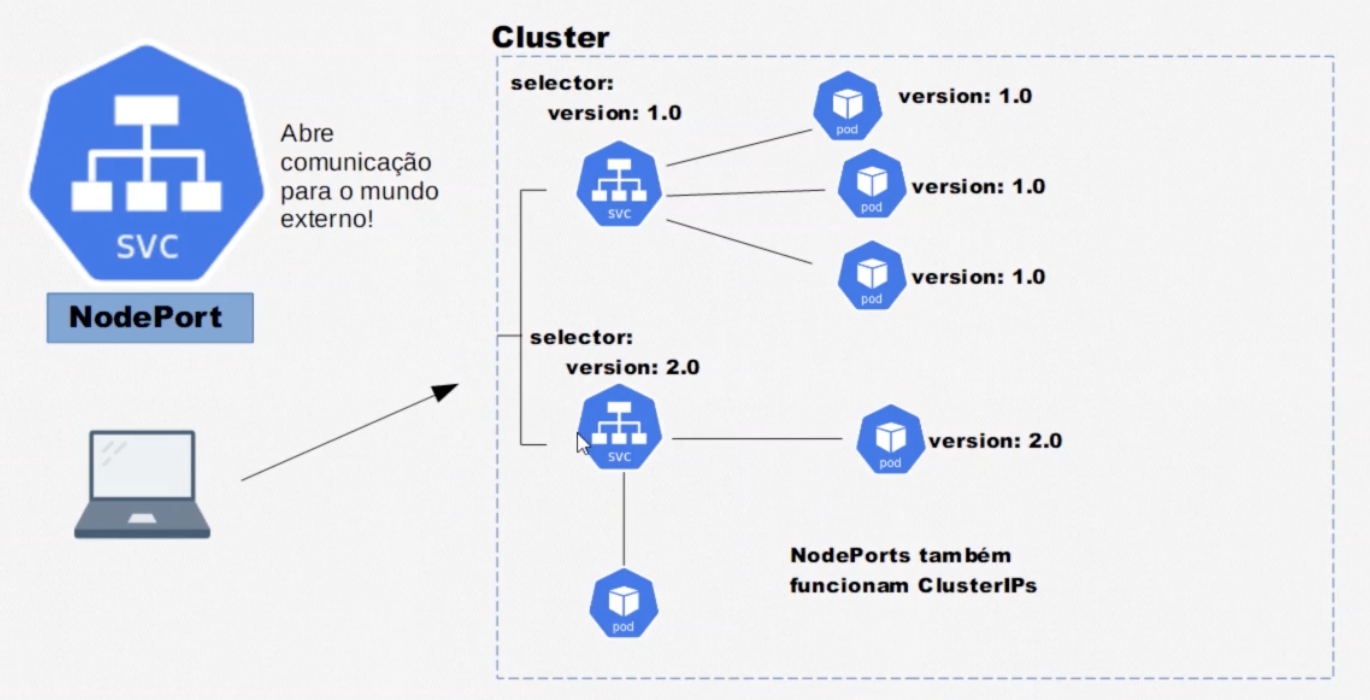 Cluster
svc
NodePort
Abre
comunicação
para o mundo
externo!
selector:
version: 1.0
svc
pod
version: 1.0
pod
version: 1.0
pod
version: 1.0
selector:
version: 2.0
svc
pod
version: 2.0
pod
NodePorts também
funcionam ClusterIPs